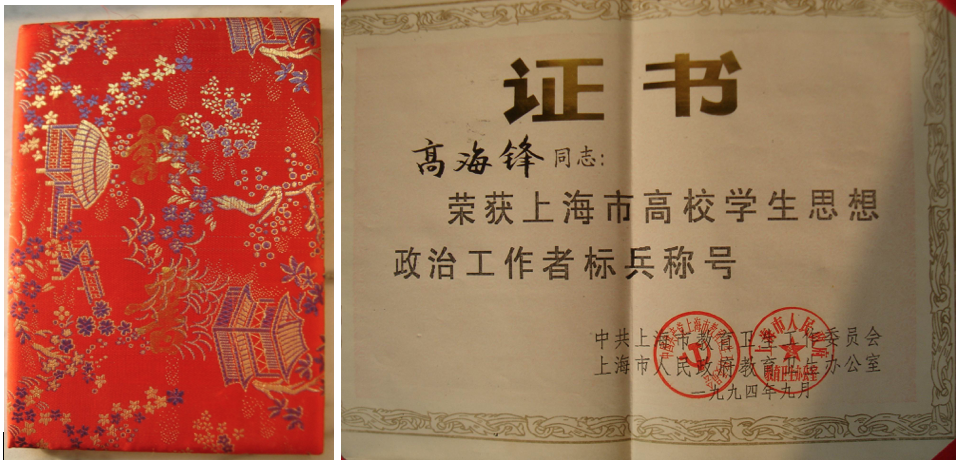 证书
高海锋同志:
荣获上海市高校学生思想
政治工作者标兵称号
中共上海市教育卫生工作委员会
上海市人民政府教育卫生办公室
一九九四年九月